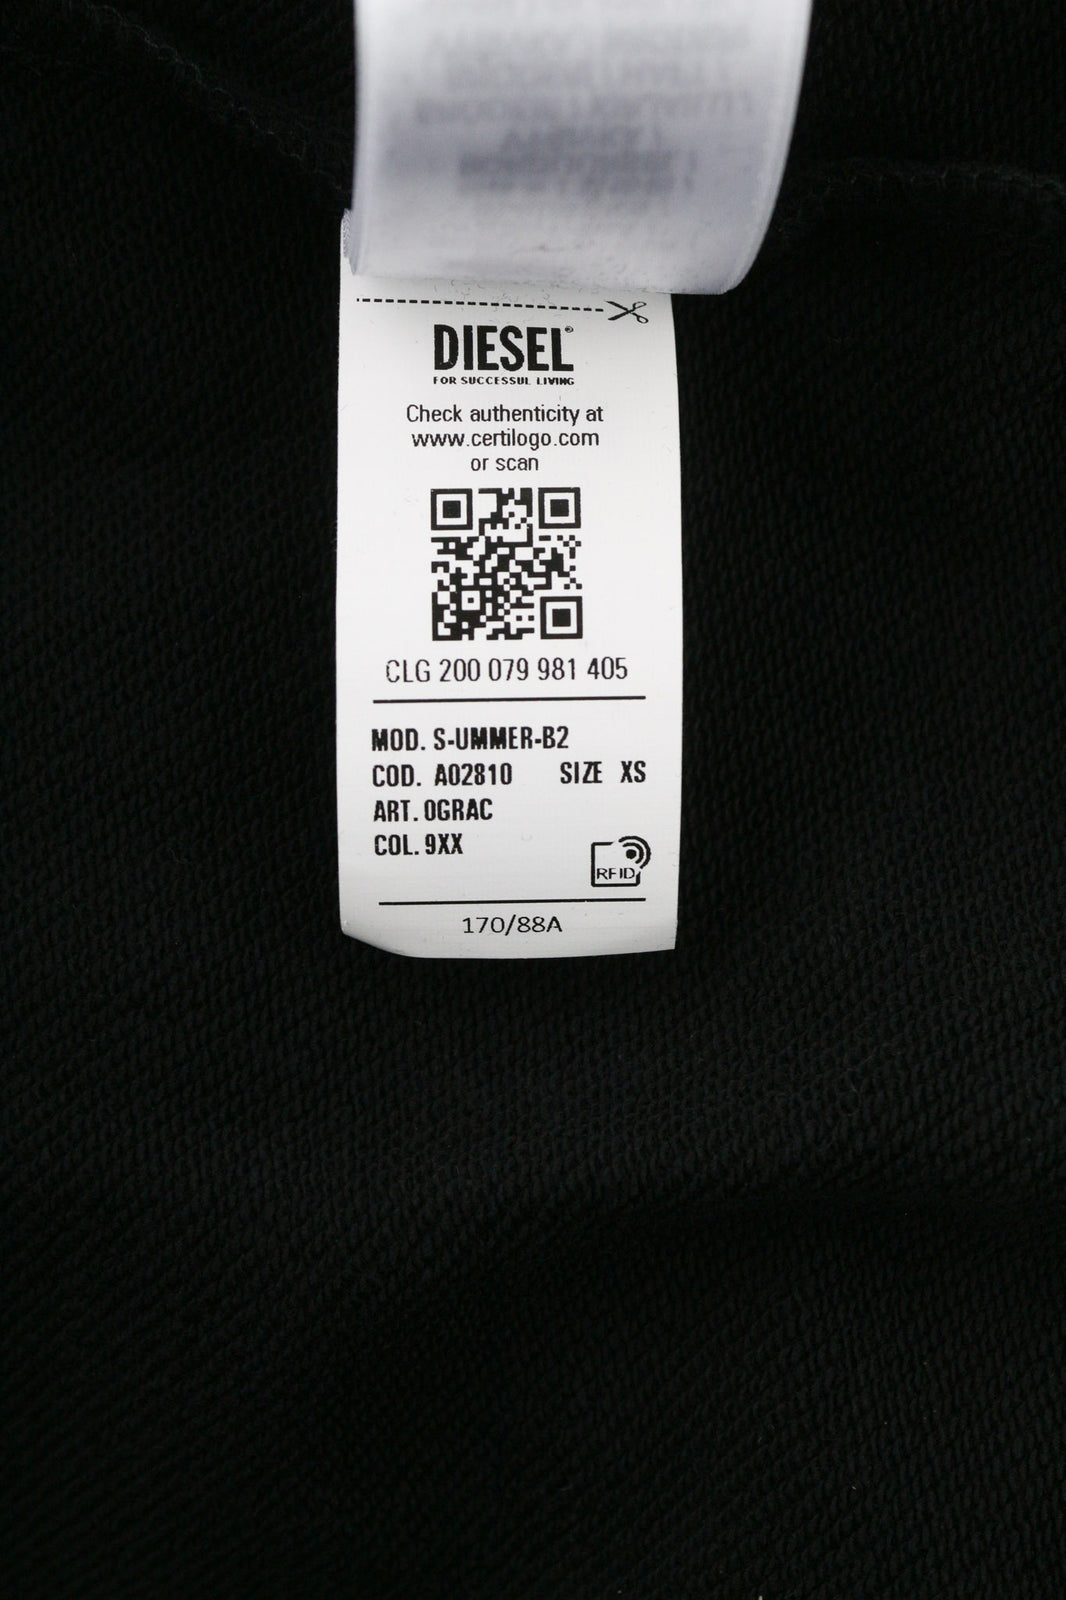 DIESEL®
FOR SUCCESSUL LIVING
Check authenticity at
www.certilogo.com
or scan
CLG 200 079 981 405
MOD. S-UMMER-B2
COD. A02810 SIZE XS
ART. 0GRAC
COL. 9XX
RFID
170/88A